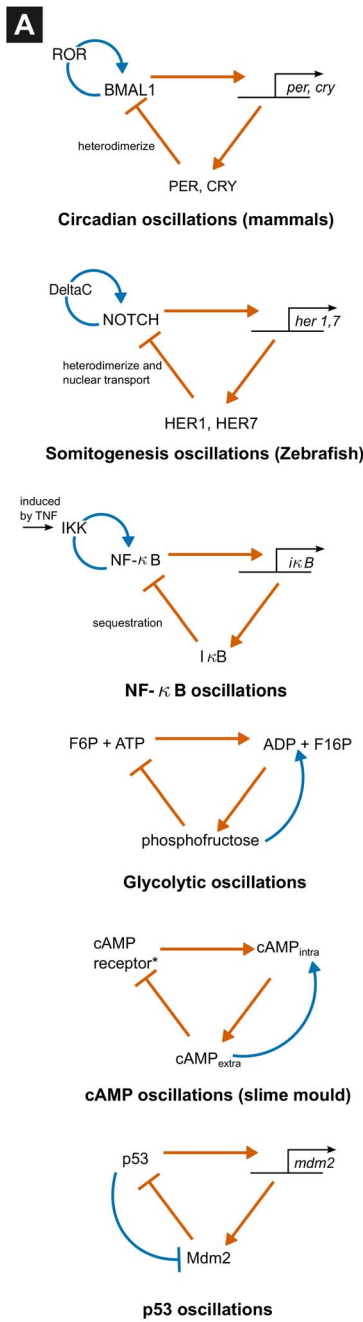 A
ROR
BMAL1
per, cry
heterodimerize
PER, CRY
Circadian oscillations (mammals)
DeltaC
NOTCH
her 1,7
heterodimerize and
nuclear transport
HER1, HER7
Somitogenesis oscillations (Zebrafish)
induced
by TNF
IKK
NF-κB
iκB
sequestration
IκB
NF-κB oscillations
F6P + ATP
ADP + F16P
phosphofructose
Glycolytic oscillations
cAMP
receptor*
cAMPintra
cAMPextra
cAMP oscillations (slime mould)
p53
mdm2
Mdm2
p53 oscillations